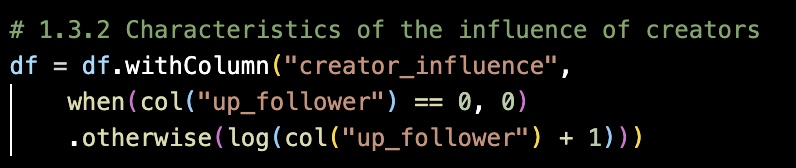 # 1.3.2 Characteristics of the influence of creators
df = df.withColumn("creator_influence",
    when(col("up_follower") == 0, 0)
    .otherwise(log(col("up_follower") + 1)))